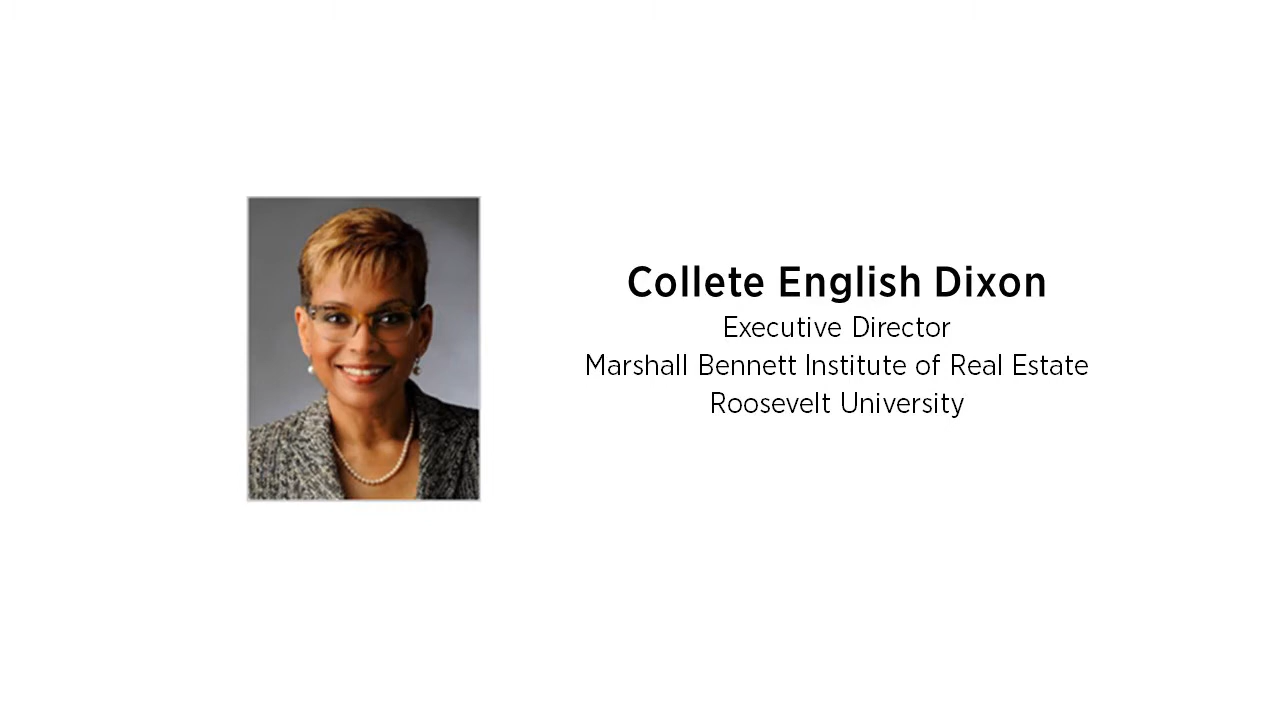 Collete English Dixon
Executive Director
Marshall Bennett Institute of Real Estate
Roosevelt University